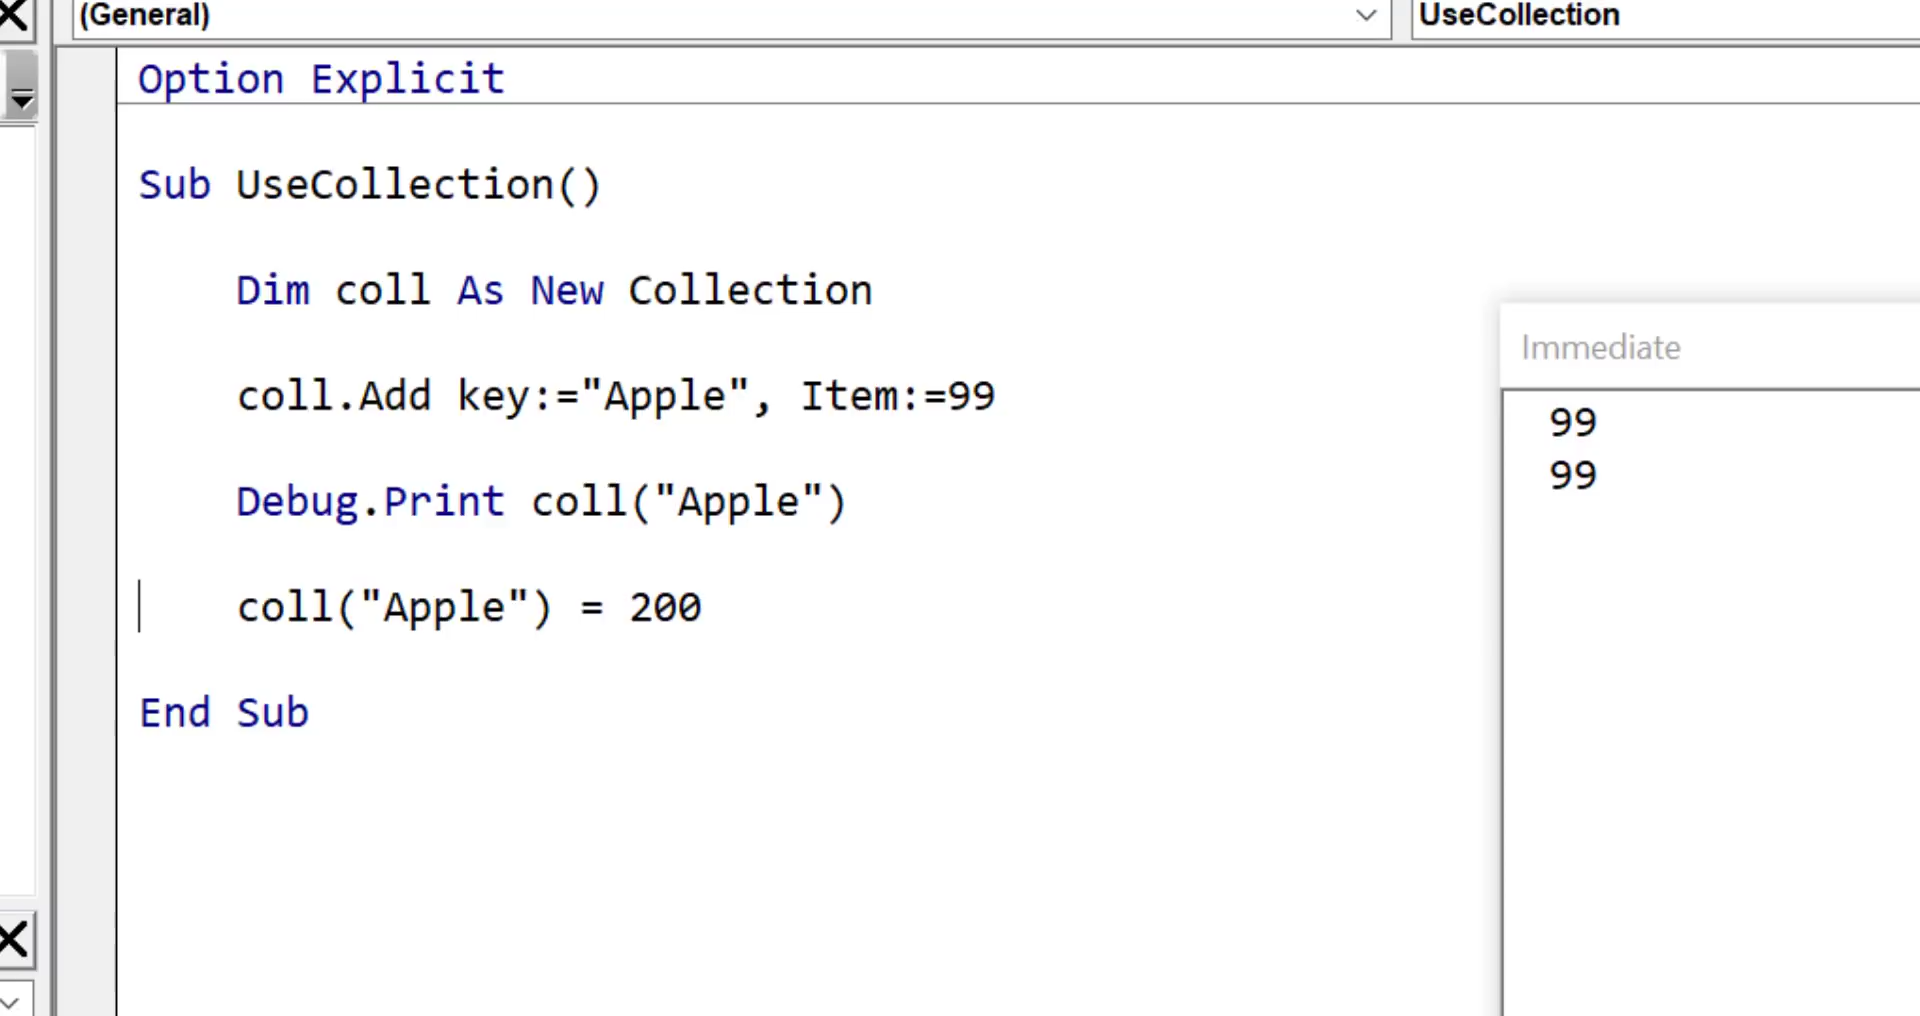 (General)
UseCollection
Option Explicit
Sub UseCollection()
Dim coll As New Collection
coll.Add key:="Apple", Item:=99
Debug.Print coll("Apple")
coll("Apple") = 200
End Sub
Immediate
99
99